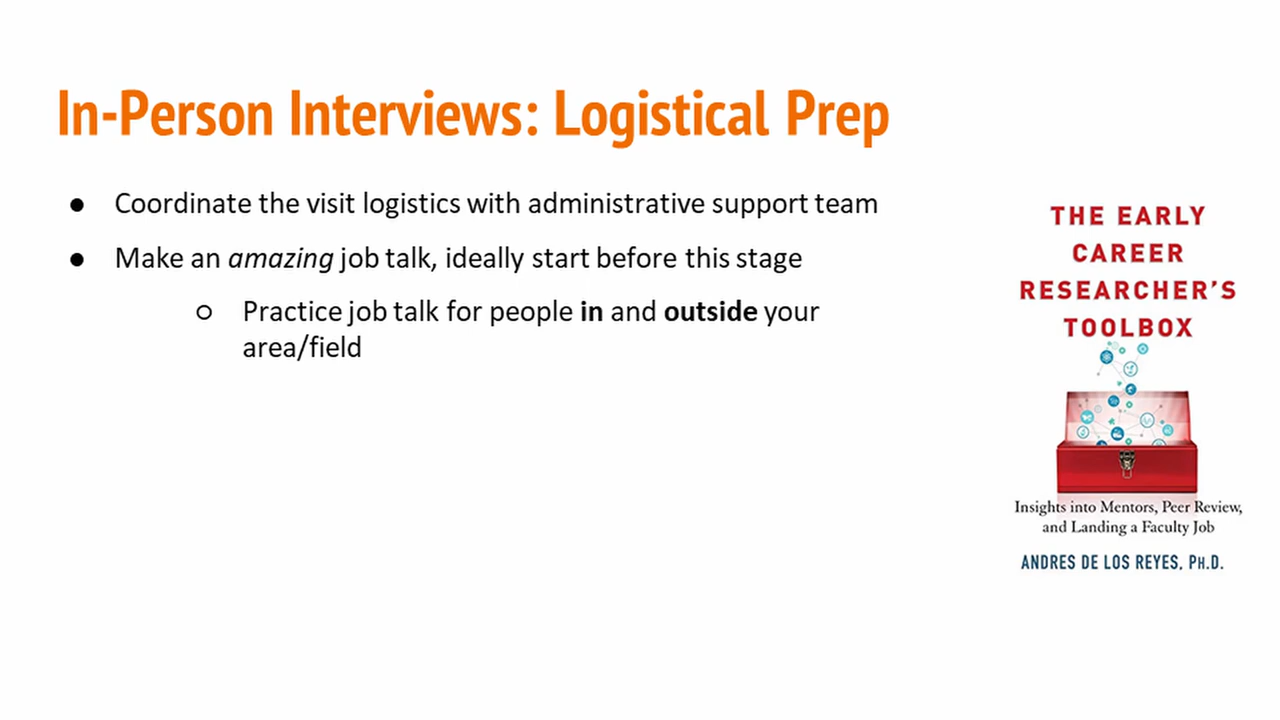 In-Person Interviews: Logistical Prep
● Coordinate the visit logistics with administrative support team
● Make an amazing job talk, ideally start before this stage
○ Practice job talk for people in and outside your
area/field
THE EARLY
CAREER
RESEARCHER'S
TOOLBOX
Insights into Mentors, Peer Review,
and Landing a Faculty Job
ANDRES DE LOS REYES, PH.D.